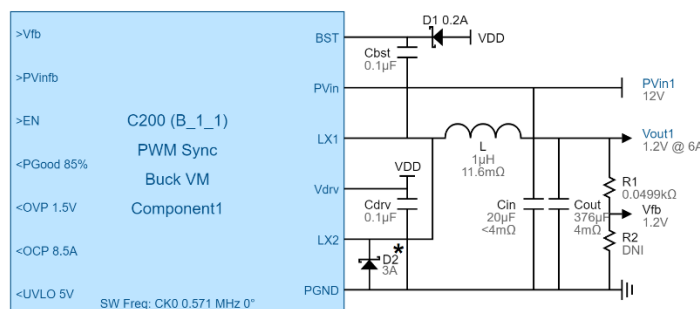 >Vfb
>PVinfb
>EN
<PGood 85%
<OVP 1.5V
<OCP 8.5A
<UVLO 5V
C200 (B_1_1)
PWM Sync
Buck VM
Component1
SW Freq: CK0 0.571 MHz 0°
BST
PVin
LX1
Vdrv
LX2
PGND
D1 0.2A
VDD
Cbst
0.1µF
PVin1
12V
L
1µH
11.6mΩ
Vout1
1.2V @ 6A
VDD
Cdrv
0.1µF
Cin
20µF
<4mΩ
Cout
376µF
4mΩ
R1
0.0499kΩ
Vfb
1.2V
R2
DNI
*
D2
3A